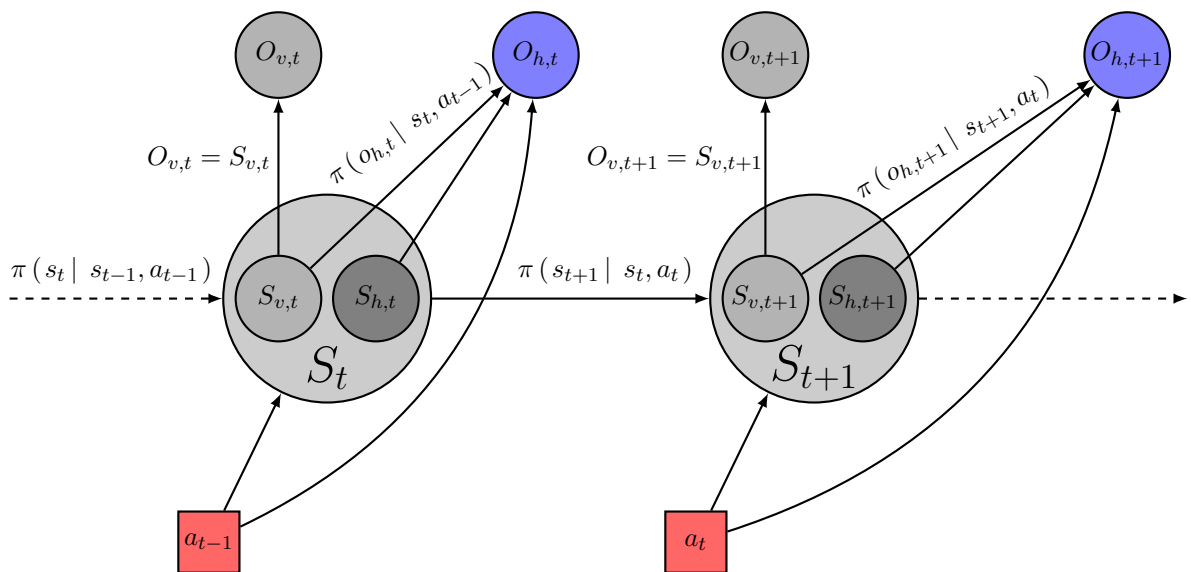 O_{v,t}
O_{h,t}
O_{v,t+1}
O_{h,t+1}
π(o_{h,t} | s_t, a_{t−1})
π(o_{h,t+1} | s_{t+1}, a_t)
O_{v,t} = S_{v,t}
O_{v,t+1} = S_{v,t+1}
π(s_t | s_{t−1}, a_{t−1})
π(s_{t+1} | s_t, a_t)
S_{v,t}
S_{h,t}
S_{v,t+1}
S_{h,t+1}
S_t
S_{t+1}
a_{t−1}
a_t